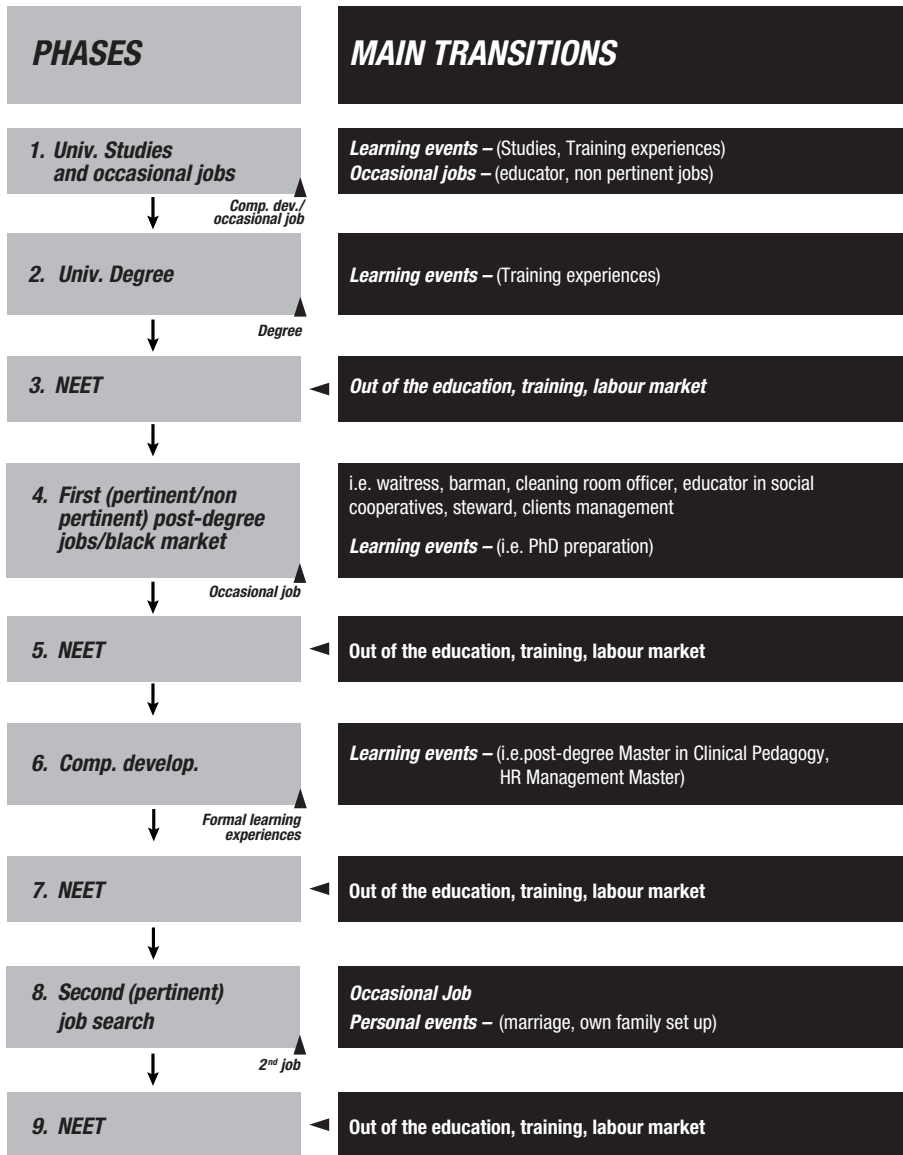 PHASES
MAIN TRANSITIONS
1. Univ. Studies
and occasional jobs
Learning events – (Studies, Training experiences)
Occasional jobs – (educator, non pertinent jobs)
Comp. dev./
occasional job
2. Univ. Degree
Learning events – (Training experiences)
Degree
3. NEET
Out of the education, training, labour market
4. First (pertinent/non
pertinent) post-degree
jobs/black market
i.e. waitress, barman, cleaning room officer, educator in social
cooperatives, steward, clients management
Learning events – (i.e. PhD preparation)
Occasional job
5. NEET
Out of the education, training, labour market
6. Comp. develop.
Learning events – (i.e.post-degree Master in Clinical Pedagogy,
HR Management Master)
Formal learning
experiences
7. NEET
Out of the education, training, labour market
8. Second (pertinent)
job search
Occasional Job
Personal events – (marriage, own family set up)
2nd job
9. NEET
Out of the education, training, labour market